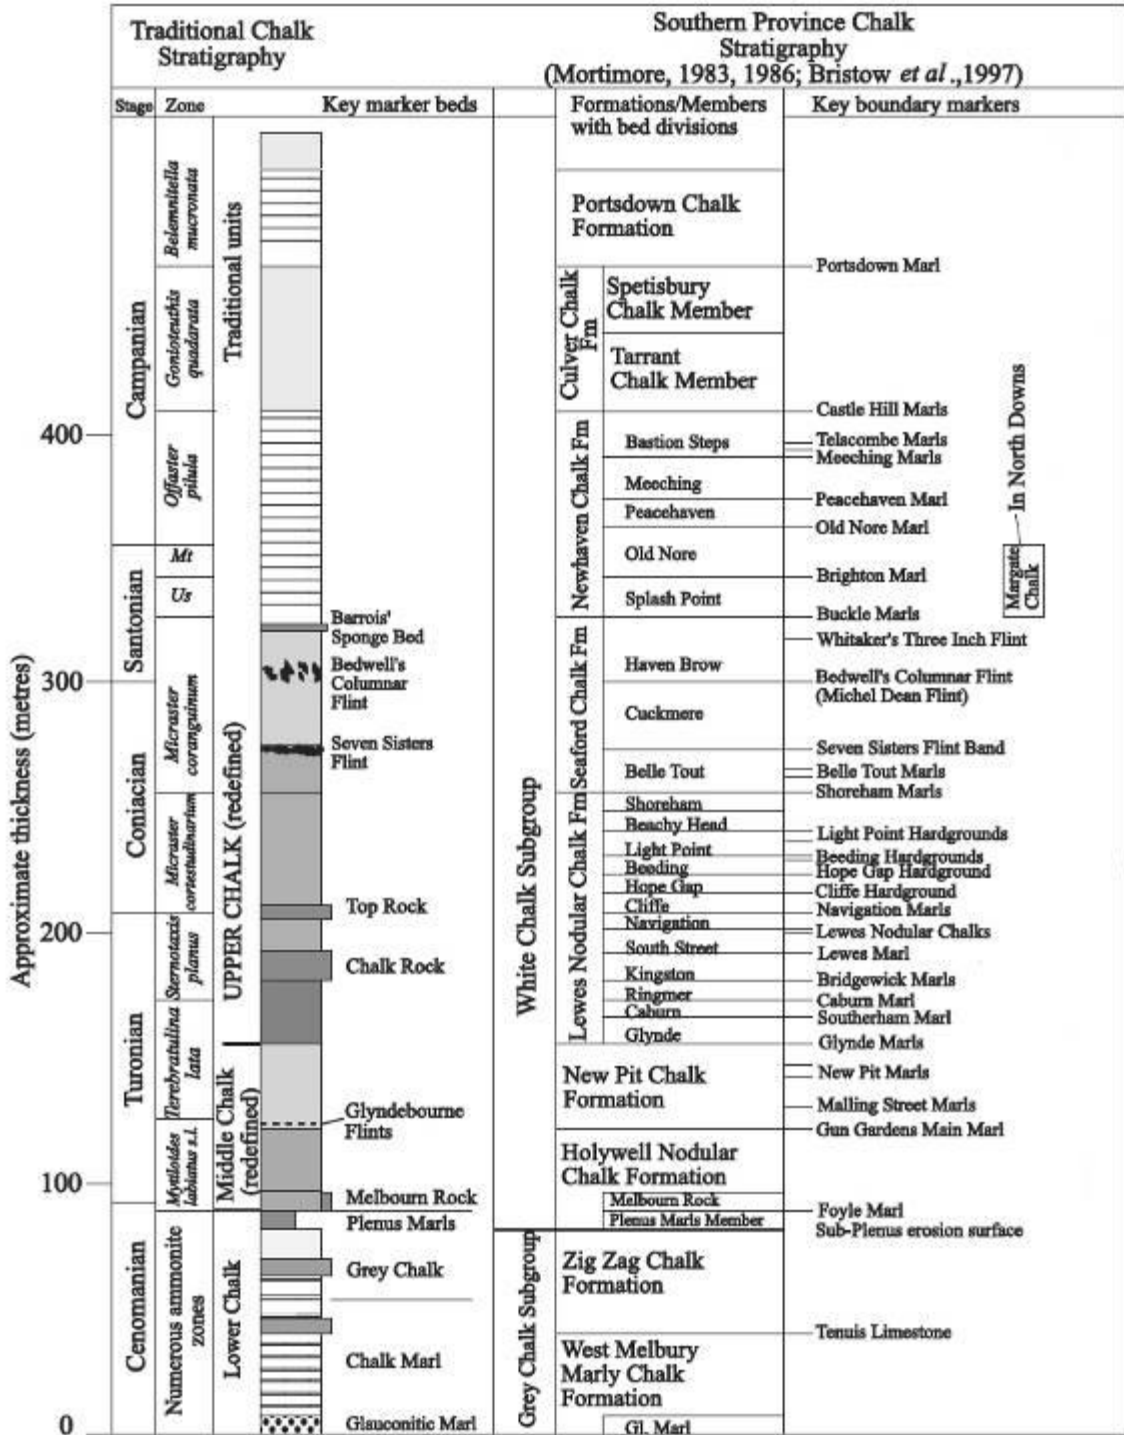 Traditional Chalk
Stratigraphy
Southern Province Chalk
Stratigraphy
(Mortimore, 1983, 1986; Bristow et al.,1997)
Stage
Zone
Key marker beds
Formations/Members
with bed divisions
Key boundary markers
Approximate thickness (metres)
400
300
200
100
0
Campanian
Santonian
Coniacian
Turonian
Cenomanian
Belemnitella
mucronata
Gonioteuthis
quadarata
Offaster
pilula
Mt
Us
Micraster
coranguinum
Micraster
cortestudinarium
Sternotaxis
planus
Terebratulina
lata
Mytiloides
labiatus s.l.
Numerous ammonite
zones
Traditional units
UPPER CHALK (redefined)
Middle Chalk
(redefined)
Lower Chalk
Barrois'
Sponge Bed
Bedwell's
Columnar
Flint
Seven Sisters
Flint
Top Rock
Chalk Rock
Glyndebourne
Flints
Melbourn Rock
Plenus Marls
Grey Chalk
Chalk Marl
Glauconitic Marl
White Chalk Subgroup
Grey Chalk Subgroup
Portsdown Chalk
Formation
Culver Chalk
Fm
Spetisbury
Chalk Member
Tarrant
Chalk Member
Newhaven Chalk Fm
Bastion Steps
Meeching
Peacehaven
Old Nore
Splash Point
Seaford Chalk Fm
Haven Brow
Cuckmere
Belle Tout
Lewes Nodular Chalk Fm
Shoreham
Beachy Head
Light Point
Beeding
Hope Gap
Cliffe
Navigation
South Street
Kingston
Ringmer
Caburn
Glynde
New Pit Chalk
Formation
Holywell Nodular
Chalk Formation
Melbourn Rock
Plenus Marls Member
Zig Zag Chalk
Formation
West Melbury
Marly Chalk
Formation
Gl. Marl
Portsdown Marl
Castle Hill Marls
Telscombe Marls
Meeching Marls
Peacehaven Marl
Old Nore Marl
Brighton Marl
Buckle Marls
Whitaker's Three Inch Flint
Bedwell's Columnar Flint
(Michel Dean Flint)
Seven Sisters Flint Band
Belle Tout Marls
Shoreham Marls
Light Point Hardgrounds
Beeding Hardgrounds
Hope Gap Hardground
Cliffe Hardground
Navigation Marls
Lewes Nodular Chalks
Lewes Marl
Bridgewick Marls
Caburn Marl
Southerham Marl
Glynde Marls
New Pit Marls
Malling Street Marls
Gun Gardens Main Marl
Foyle Marl
Sub-Plenus erosion surface
Tenuis Limestone
In North Downs
Margate
Chalk